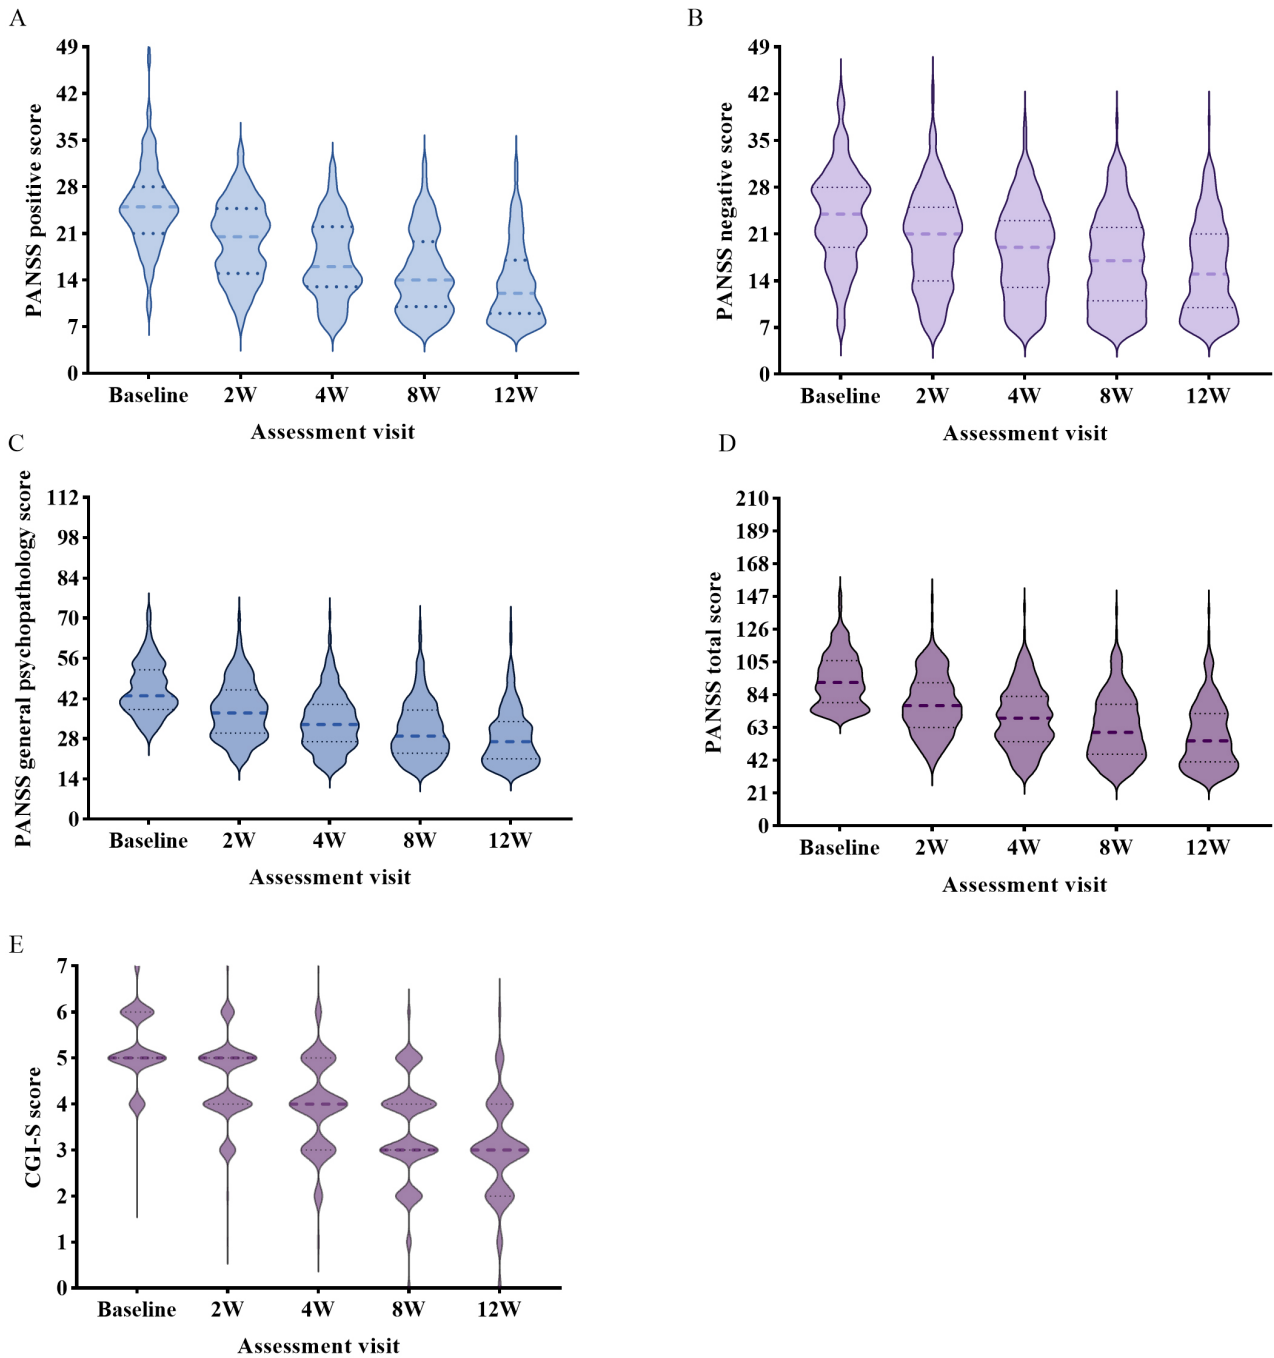 A
PANSS positive score
49
42
35
28
21
14
7
0
Baseline 2W 4W 8W 12W
Assessment visit
B
PANSS negative score
49
42
35
28
21
14
7
0
Baseline 2W 4W 8W 12W
Assessment visit
C
PANSS general psychopathology score
112
98
84
70
56
42
28
14
0
Baseline 2W 4W 8W 12W
Assessment visit
D
PANSS total score
210
189
168
147
126
105
84
63
42
21
0
Baseline 2W 4W 8W 12W
Assessment visit
E
CGI-S score
7
6
5
4
3
2
1
0
Baseline 2W 4W 8W 12W
Assessment visit